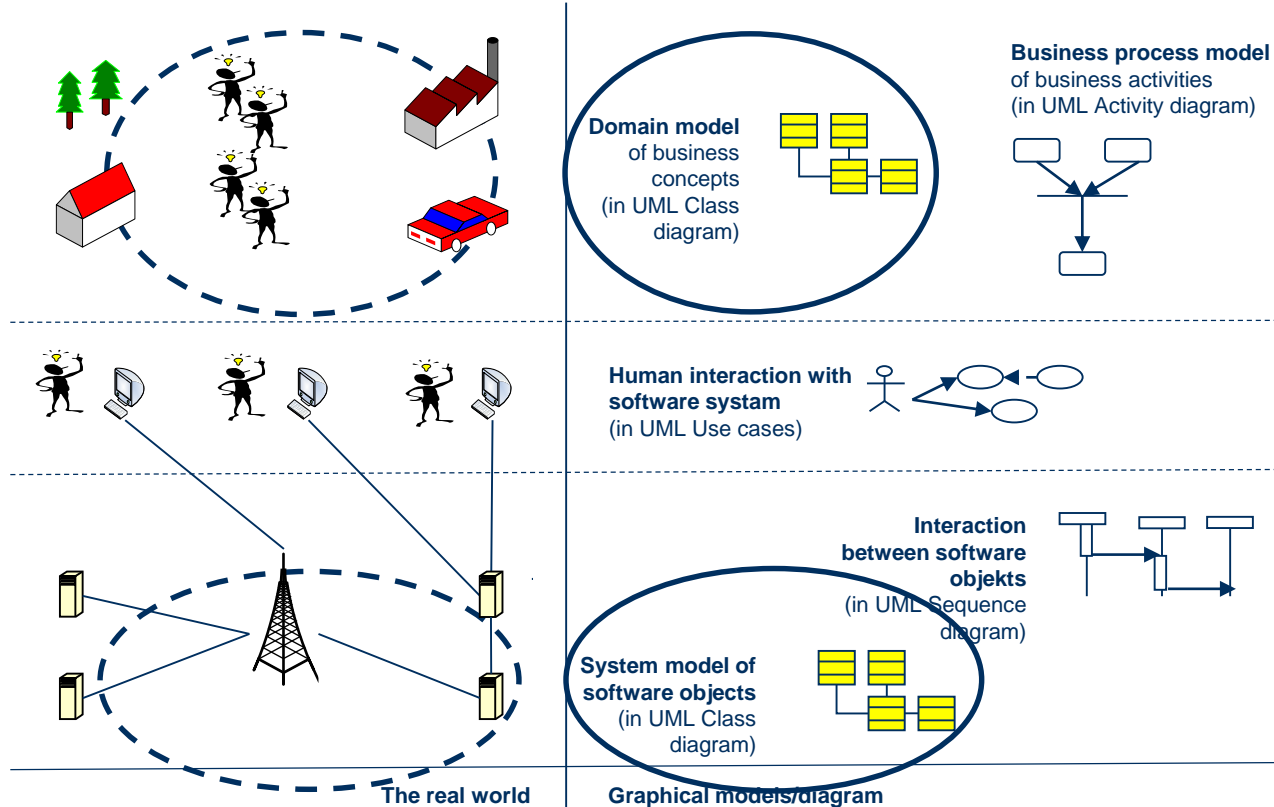 Business process model
of business activities
(in UML Activity diagram)
Domain model
of business
concepts
(in UML Class
diagram)
Human interaction with
software systam
(in UML Use cases)
Interaction
between software
objekts
(in UML Sequence
diagram)
System model of
software objects
(in UML Class
diagram)
The real world
Graphical models/diagram